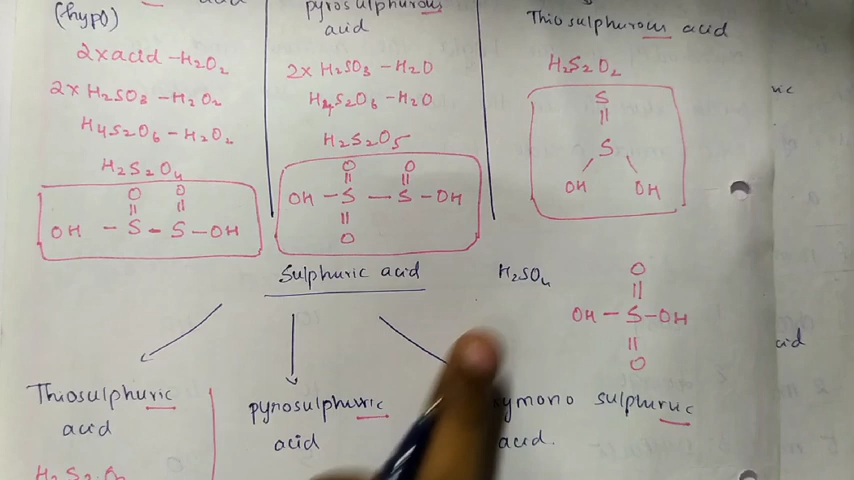 (hypo)
2x acid - H2O2
2x H2SO3 - H2O2
H4S2O6 - H2O2
H2S2O4
O O
OH - S - S - OH
pyrosulphurous
acid
2x H2SO3 - H2O
H4S2O6 - H2O
H2S2O5
O O
OH - S - S - OH
O
Thiosulphurous acid
H2S2O2
S
S
OH OH
Sulphuric acid
H2SO4
O
OH - S - OH
O
Thiosulphuric
acid
pyrosulphuric
acid
sulphuric
acid.
ric
acid